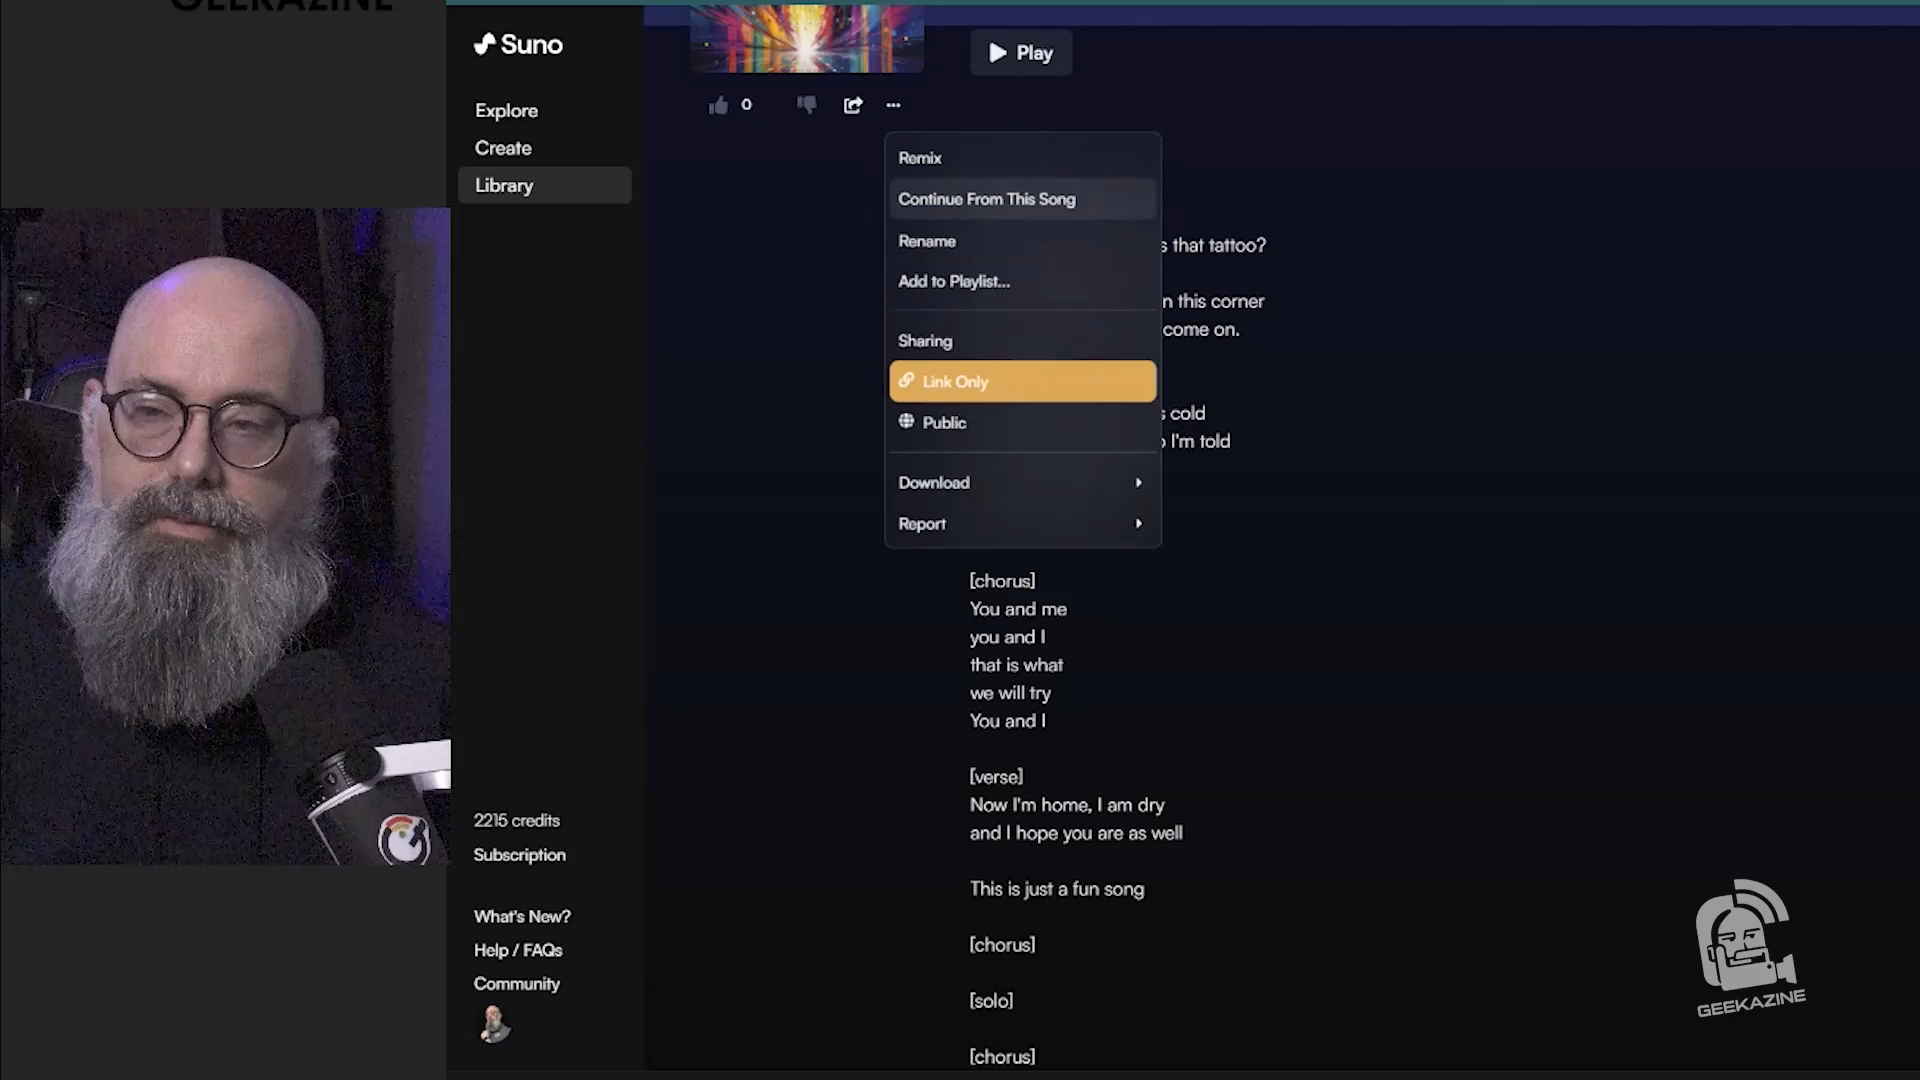 GEEKAZINE
Suno
Play
0
Explore
Create
Library
Remix
Continue From This Song
Rename
Add to Playlist...
Sharing
Link Only
Public
Download
Report
s that tattoo?
n this corner
come on.
s cold
o I'm told
[chorus]
You and me
you and I
that is what
we will try
You and I
[verse]
Now I'm home, I am dry
and I hope you are as well
This is just a fun song
[chorus]
[solo]
[chorus]
2215 credits
Subscription
What's New?
Help / FAQs
Community
GEEKAZINE